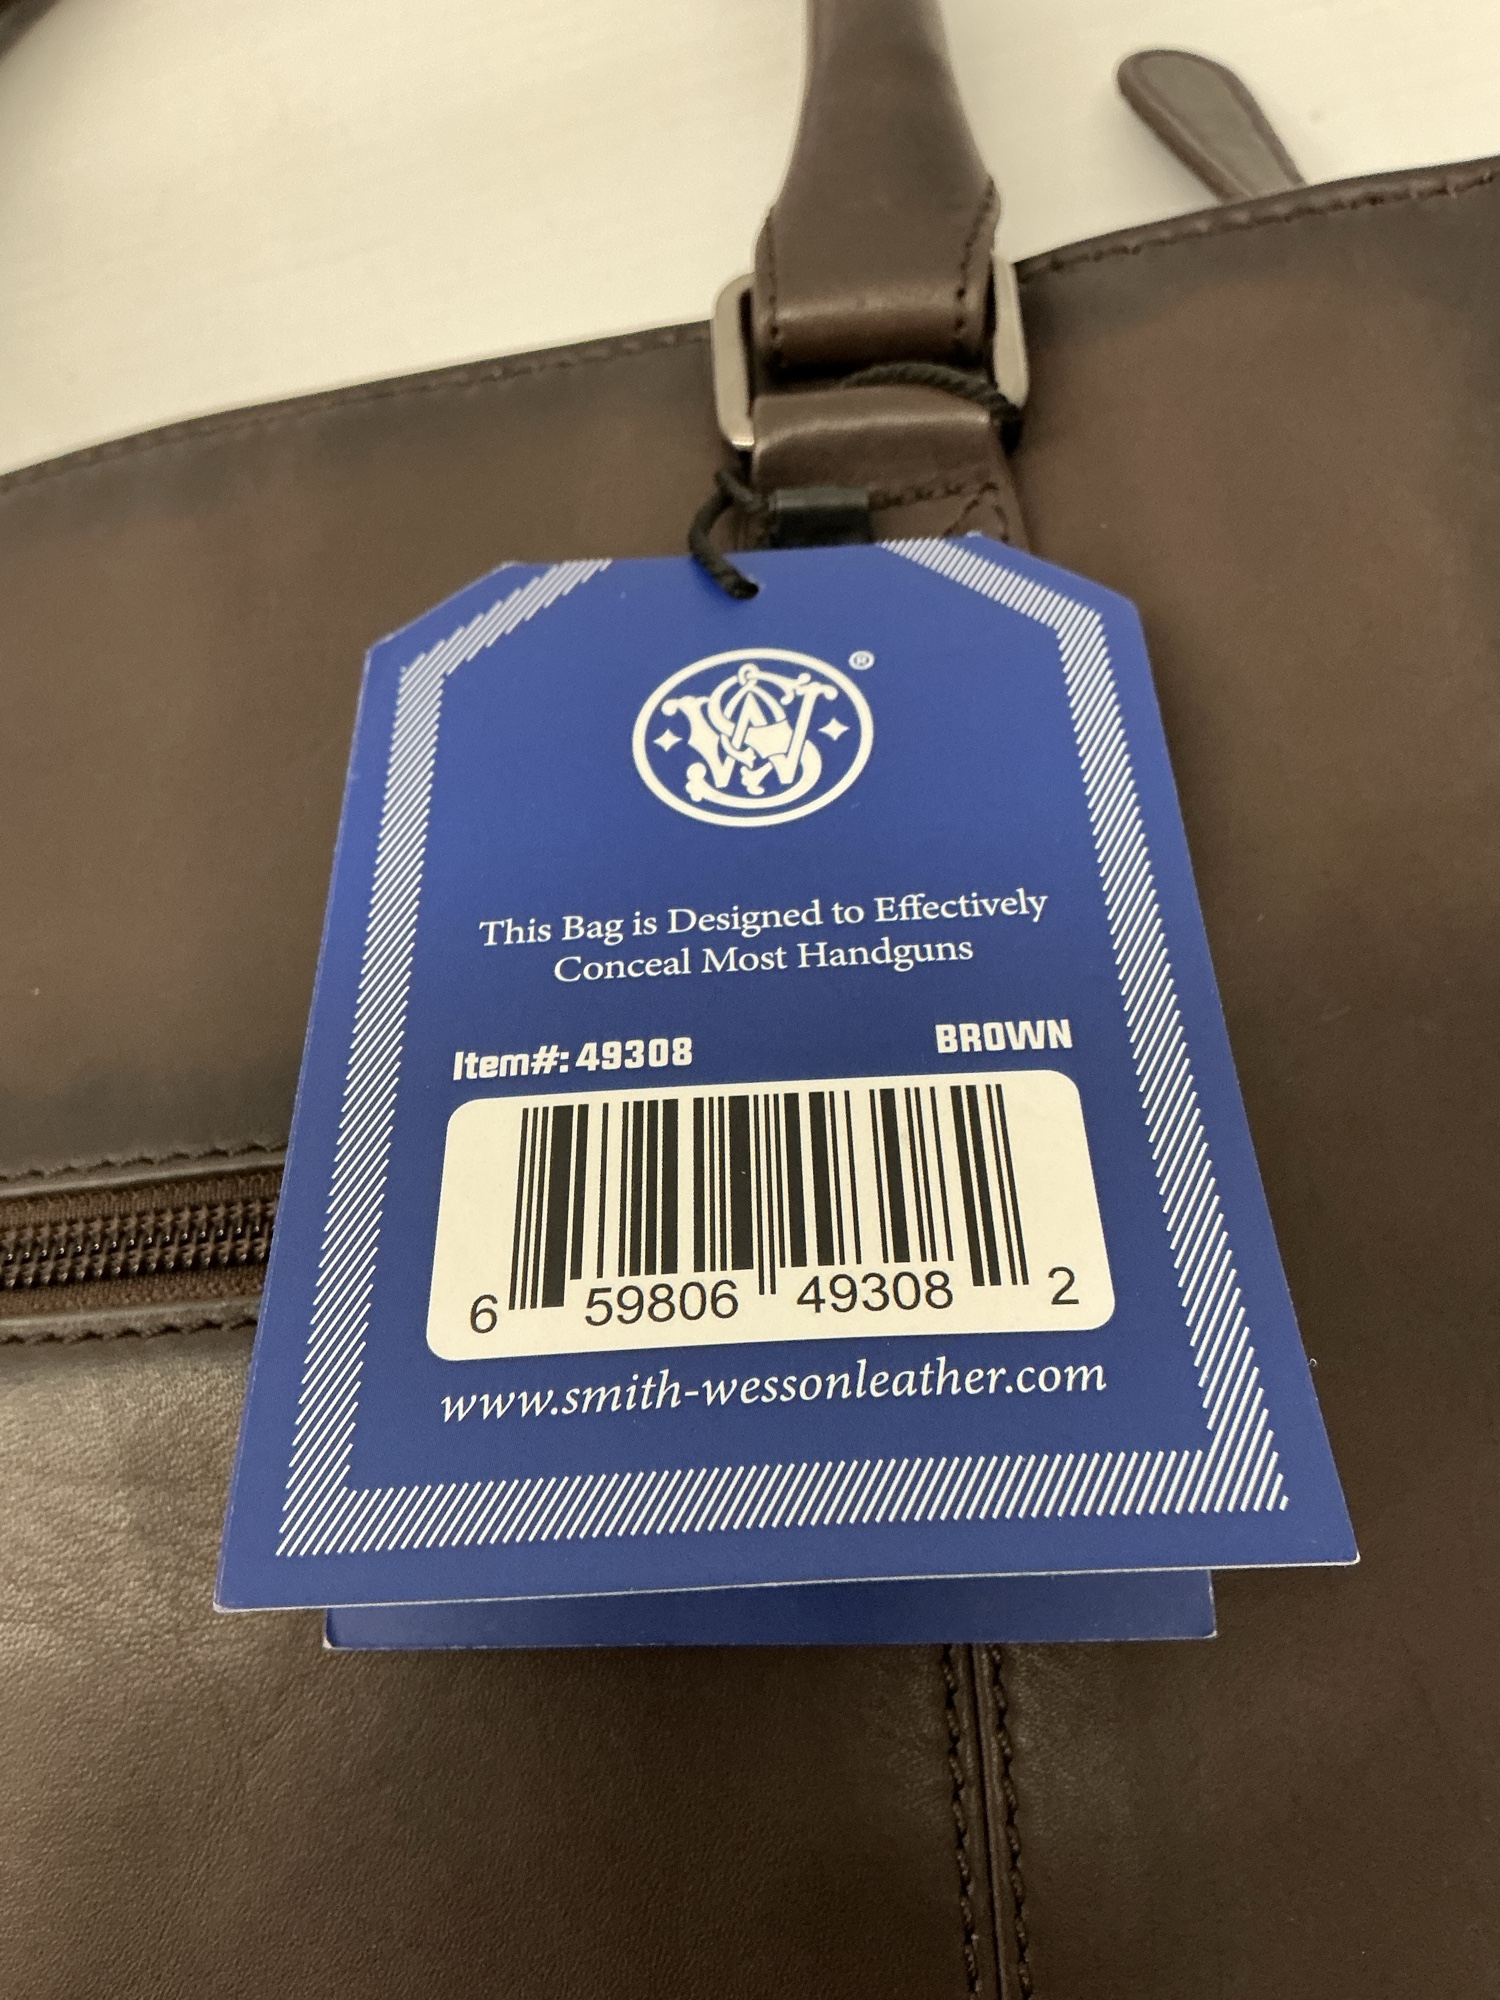 SW
®
This Bag is Designed to Effectively
Conceal Most Handguns
Item#: 49308 BROWN
6 59806 49308 2
www.smith-wessonleather.com